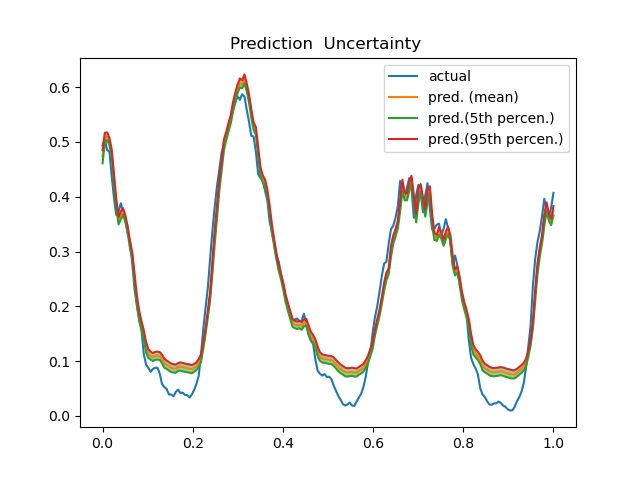 Prediction  Uncertainty
actual
pred. (mean)
pred.(5th percen.)
pred.(95th percen.)
0.6
0.5
0.4
0.3
0.2
0.1
0.0
0.0 0.2 0.4 0.6 0.8 1.0